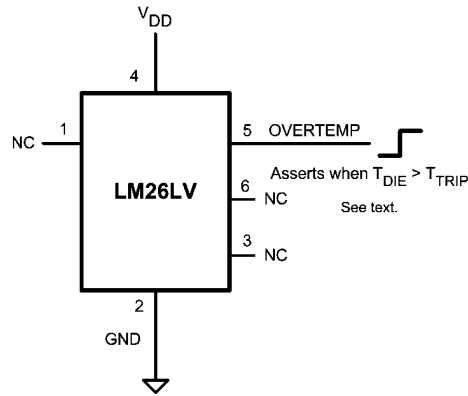 VDD
4
1
NC
5
OVERTEMP
Asserts when TDIE > TTRIP
See text.
LM26LV
6
NC
3
NC
2
GND